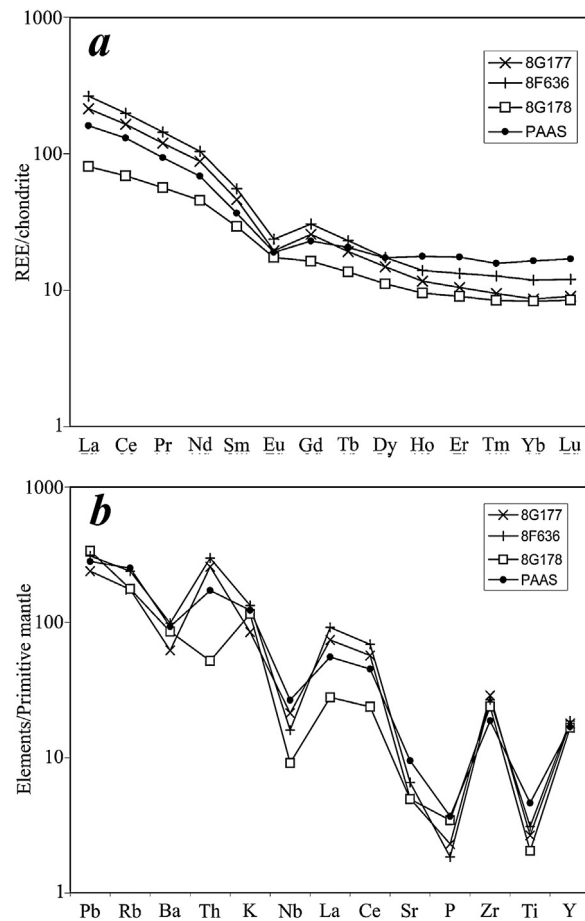 1000
a
8G177
8F636
8G178
PAAS
100
REE/chondrite
10
1
La Ce Pr Nd Sm Eu Gd Tb Dy Ho Er Tm Yb Lu
1000
b
8G177
8F636
8G178
PAAS
100
Elements/Primitive mantle
10
1
Pb Rb Ba Th K Nb La Ce Sr P Zr Ti Y